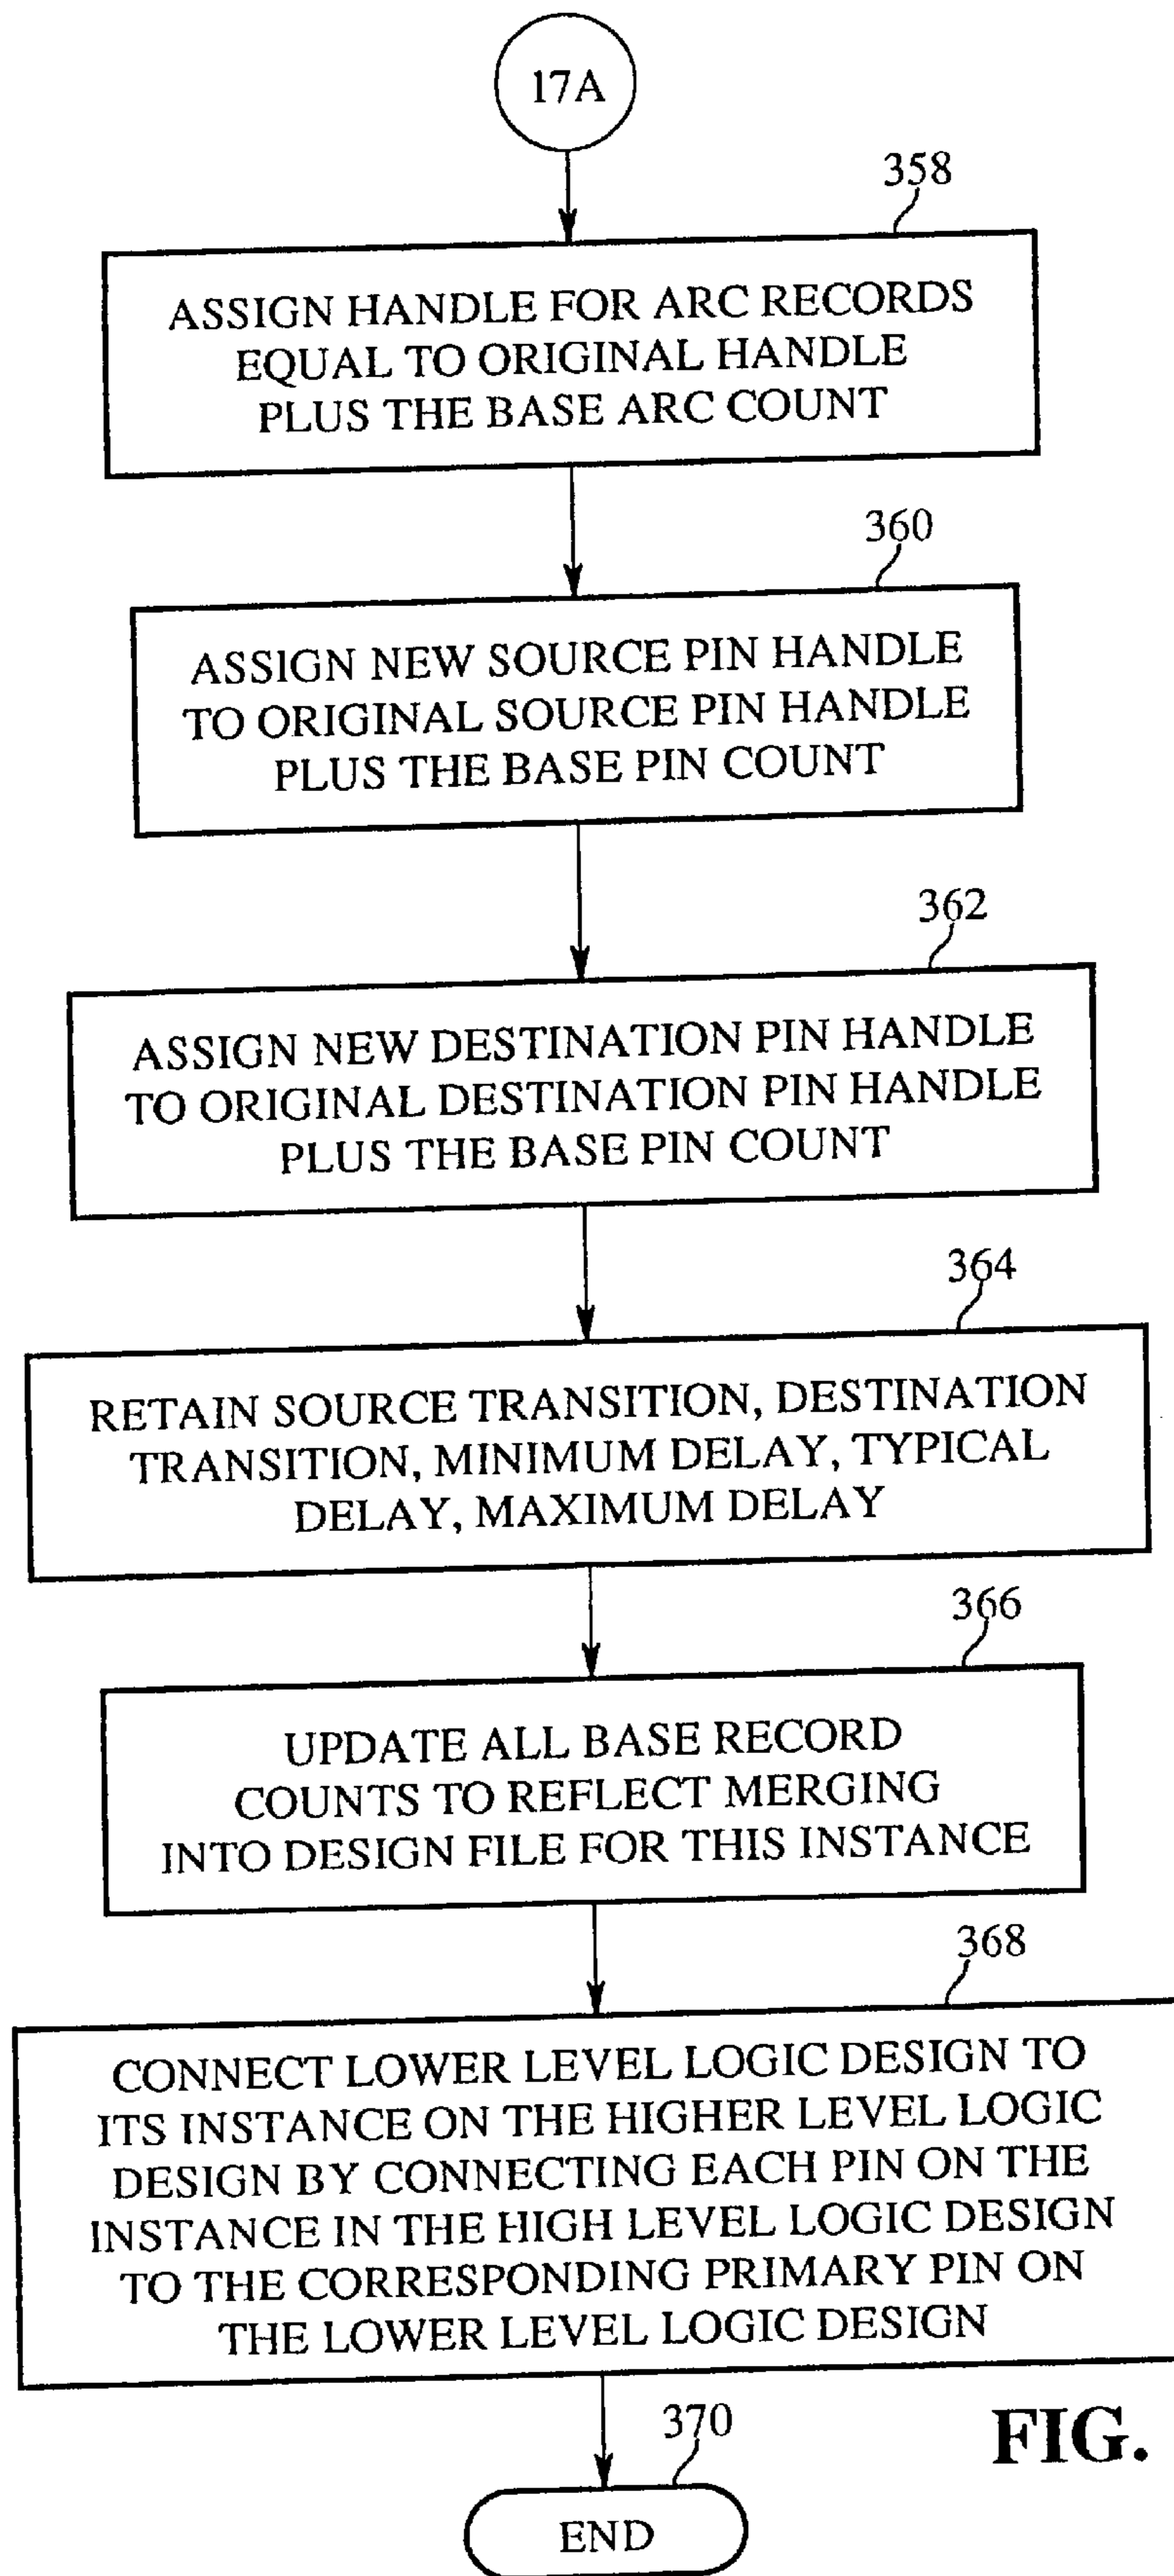 17A
358
ASSIGN HANDLE FOR ARC RECORDS
EQUAL TO ORIGINAL HANDLE
PLUS THE BASE ARC COUNT
360
ASSIGN NEW SOURCE PIN HANDLE
TO ORIGINAL SOURCE PIN HANDLE
PLUS THE BASE PIN COUNT
362
ASSIGN NEW DESTINATION PIN HANDLE
TO ORIGINAL DESTINATION PIN HANDLE
PLUS THE BASE PIN COUNT
364
RETAIN SOURCE TRANSITION, DESTINATION
TRANSITION, MINIMUM DELAY, TYPICAL
DELAY, MAXIMUM DELAY
366
UPDATE ALL BASE RECORD
COUNTS TO REFLECT MERGING
INTO DESIGN FILE FOR THIS INSTANCE
368
CONNECT LOWER LEVEL LOGIC DESIGN TO
ITS INSTANCE ON THE HIGHER LEVEL LOGIC
DESIGN BY CONNECTING EACH PIN ON THE
INSTANCE IN THE HIGH LEVEL LOGIC DESIGN
TO THE CORRESPONDING PRIMARY PIN ON
THE LOWER LEVEL LOGIC DESIGN
370
FIG.
END